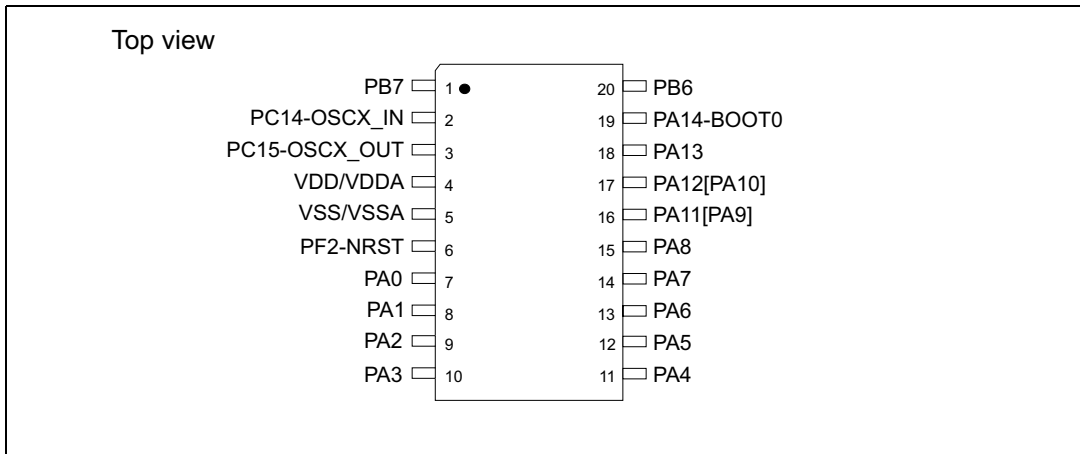 Top view
PB7 1 20 PB6
PC14-OSCX_IN 2 19 PA14-BOOT0
PC15-OSCX_OUT 3 18 PA13
VDD/VDDA 4 17 PA12[PA10]
VSS/VSSA 5 16 PA11[PA9]
PF2-NRST 6 15 PA8
PA0 7 14 PA7
PA1 8 13 PA6
PA2 9 12 PA5
PA3 10 11 PA4